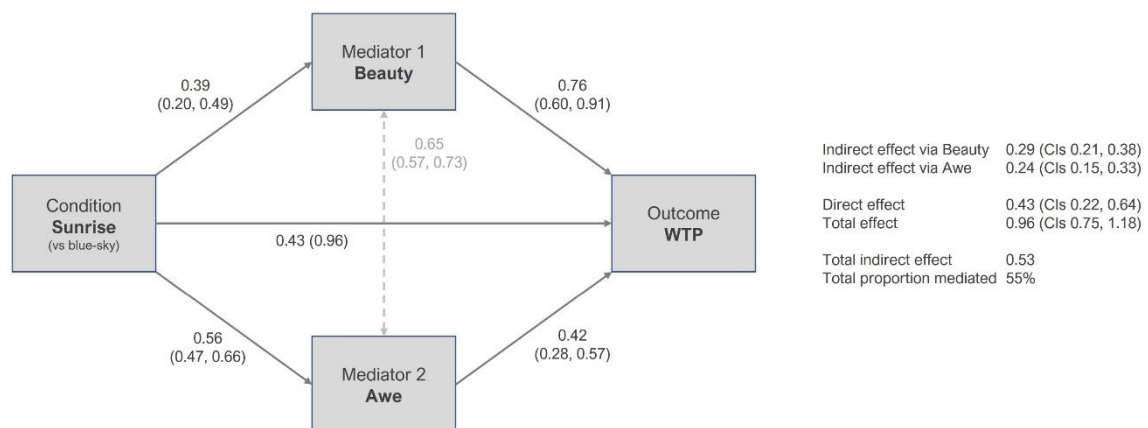 Mediator 1
Beauty
0.39
(0.20, 0.49)
0.76
(0.60, 0.91)
0.65
(0.57, 0.73)
Indirect effect via Beauty 0.29 (CIs 0.21, 0.38)
Indirect effect via Awe 0.24 (CIs 0.15, 0.33)
Condition
Sunrise
(vs blue-sky)
Outcome
WTP
Direct effect 0.43 (CIs 0.22, 0.64)
Total effect 0.96 (CIs 0.75, 1.18)
0.43 (0.96)
Total indirect effect 0.53
Total proportion mediated 55%
0.56
(0.47, 0.66)
0.42
(0.28, 0.57)
Mediator 2
Awe